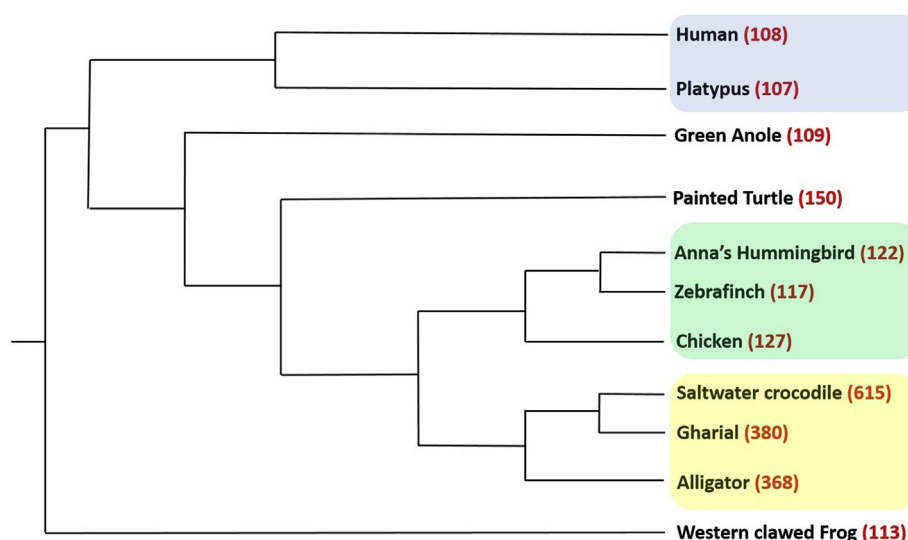 Human (108)
Platypus (107)
Green Anole (109)
Painted Turtle (150)
Anna's Hummingbird (122)
Zebrafinch (117)
Chicken (127)
Saltwater crocodile (615)
Gharial (380)
Alligator (368)
Western clawed Frog (113)